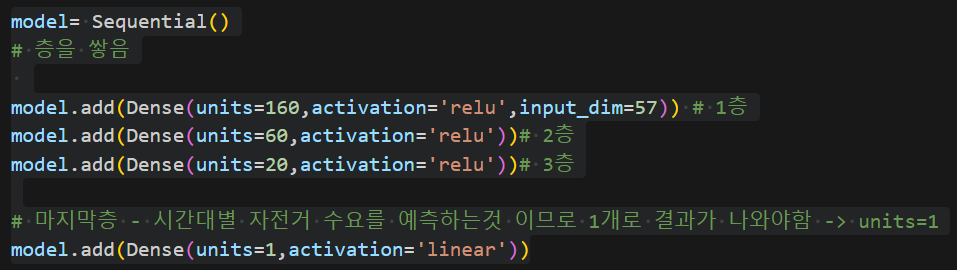 model= Sequential()
# 층을 쌓음
model.add(Dense(units=160,activation='relu',input_dim=57)) # 1층
model.add(Dense(units=60,activation='relu'))# 2층
model.add(Dense(units=20,activation='relu'))# 3층
# 마지막층 - 시간대별 자전거 수요를 예측하는것 이므로 1개로 결과가 나와야함 -> units=1
model.add(Dense(units=1,activation='linear'))